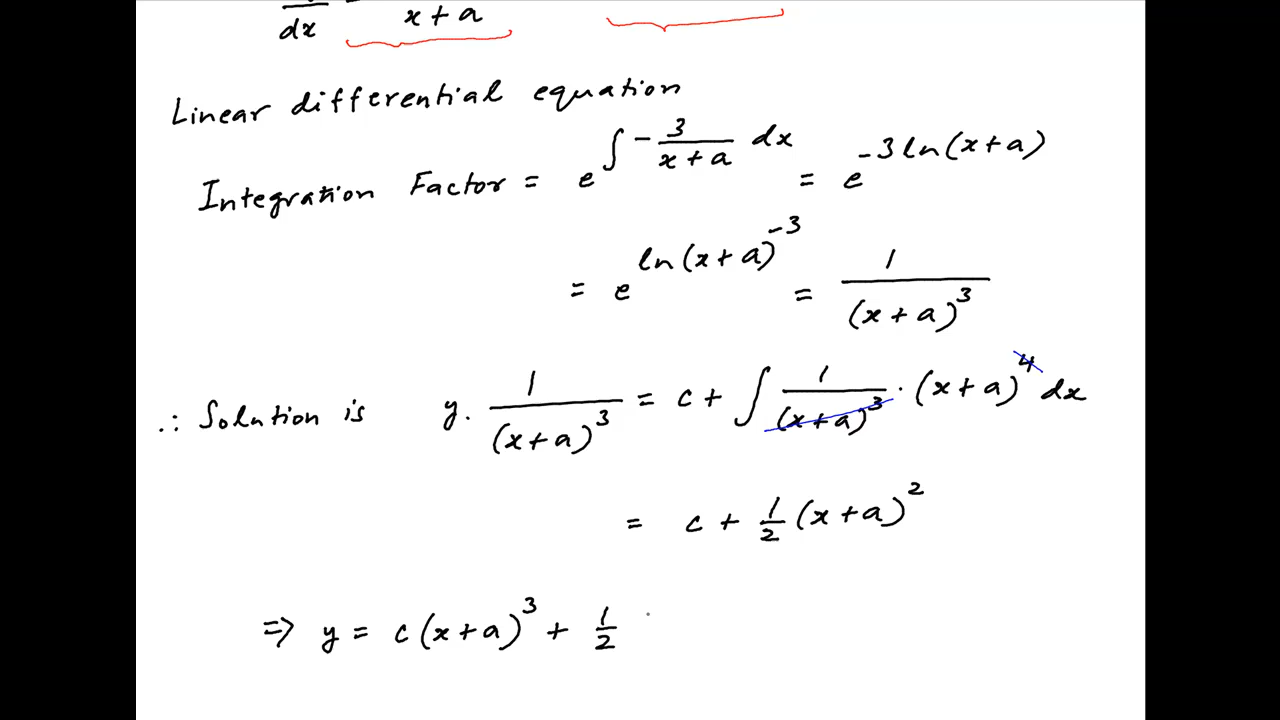 dx x + a
Linear differential equation
Integration Factor = e^{∫ -3/(x+a) dx} = e^{-3 ln(x+a)}
= e^{ln(x+a)^{-3}} = 1/(x+a)^3
∴ Solution is y. 1/(x+a)^3 = c + ∫ 1/(x+a)^3 · (x+a)^4 dx
= c + 1/2 (x+a)^2
⇒ y = c(x+a)^3 + 1/2